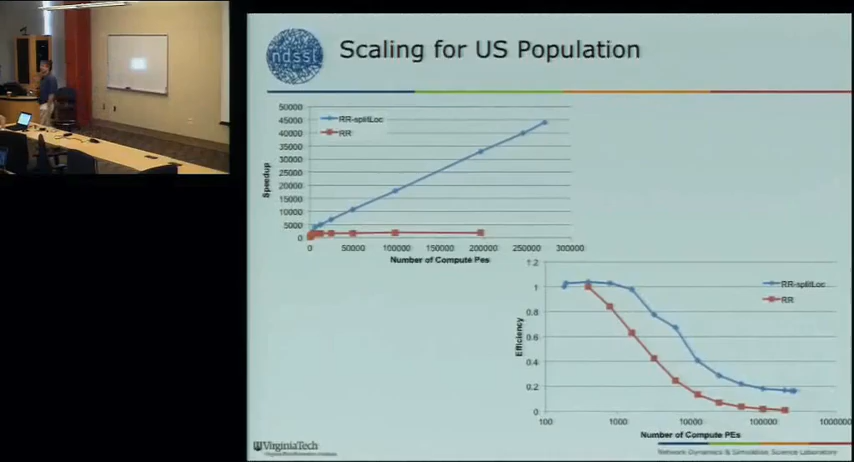 ndssl
Scaling for US Population
50000
45000
40000
35000
30000
25000
20000
15000
10000
5000
0
Speedup
RR-splitLoc
RR
0 50000 100000 150000 200000 250000 300000
Number of Compute Pes
1.2
1
0.8
0.6
0.4
0.2
0
Efficiency
RR-splitLoc
RR
100 1000 10000 100000 1000000
Number of Compute PEs
VirginiaTech
Network Dynamics & Simulation Science Laboratory